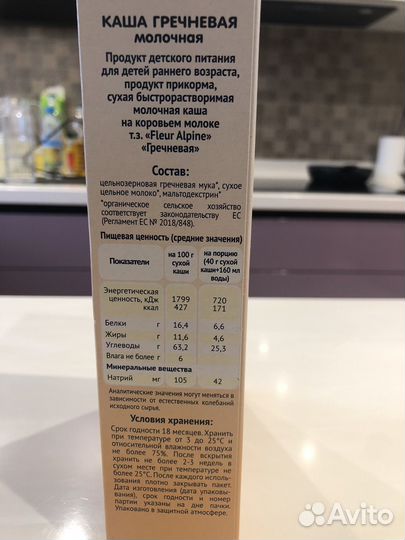 КАША ГРЕЧНЕВАЯ
молочная
Продукт детского питания
для детей раннего возраста,
продукт прикорма,
сухая быстрорастворимая
молочная каша
на коровьем молоке
т.з. «Fleur Alpine»
«Гречневая»
Состав:
цельнозерновая гречневая мука*, сухое
цельное молоко*, мальтодекстрин*
*органическое сельское хозяйство
соответствует законодательству ЕС
(Регламент ЕС № 2018/848).
Пищевая ценность (средние значения)
Показатели на 100 г сухой каши на порцию (40 г сухой каши+160 мл воды)
Энергетическая
ценность, кДж 1799 720
ккал 427 171
Белки г 16,4 6,6
Жиры г 11,6 4,6
Углеводы г 63,2 25,3
Влага не более г 6
Минеральные вещества
Натрий мг 105 42
Аналитические значения могут меняться в
зависимости от естественных колебаний
исходного сырья.
Условия хранения:
Срок годности 18 месяцев. Хранить
при температуре от 3 до 25°С и
относительной влажности воздуха
не более 75%. После вскрытия
хранить не более 2-3 недель в
сухом месте при температуре не
более 25°С. После каждого исполь-
зования плотно закрывать пакет.
Дата изготовления (дата упаковы-
вания), срок годности и номер
партии указаны на дне пачки.
Упаковано в защитной атмосфере.
Avito